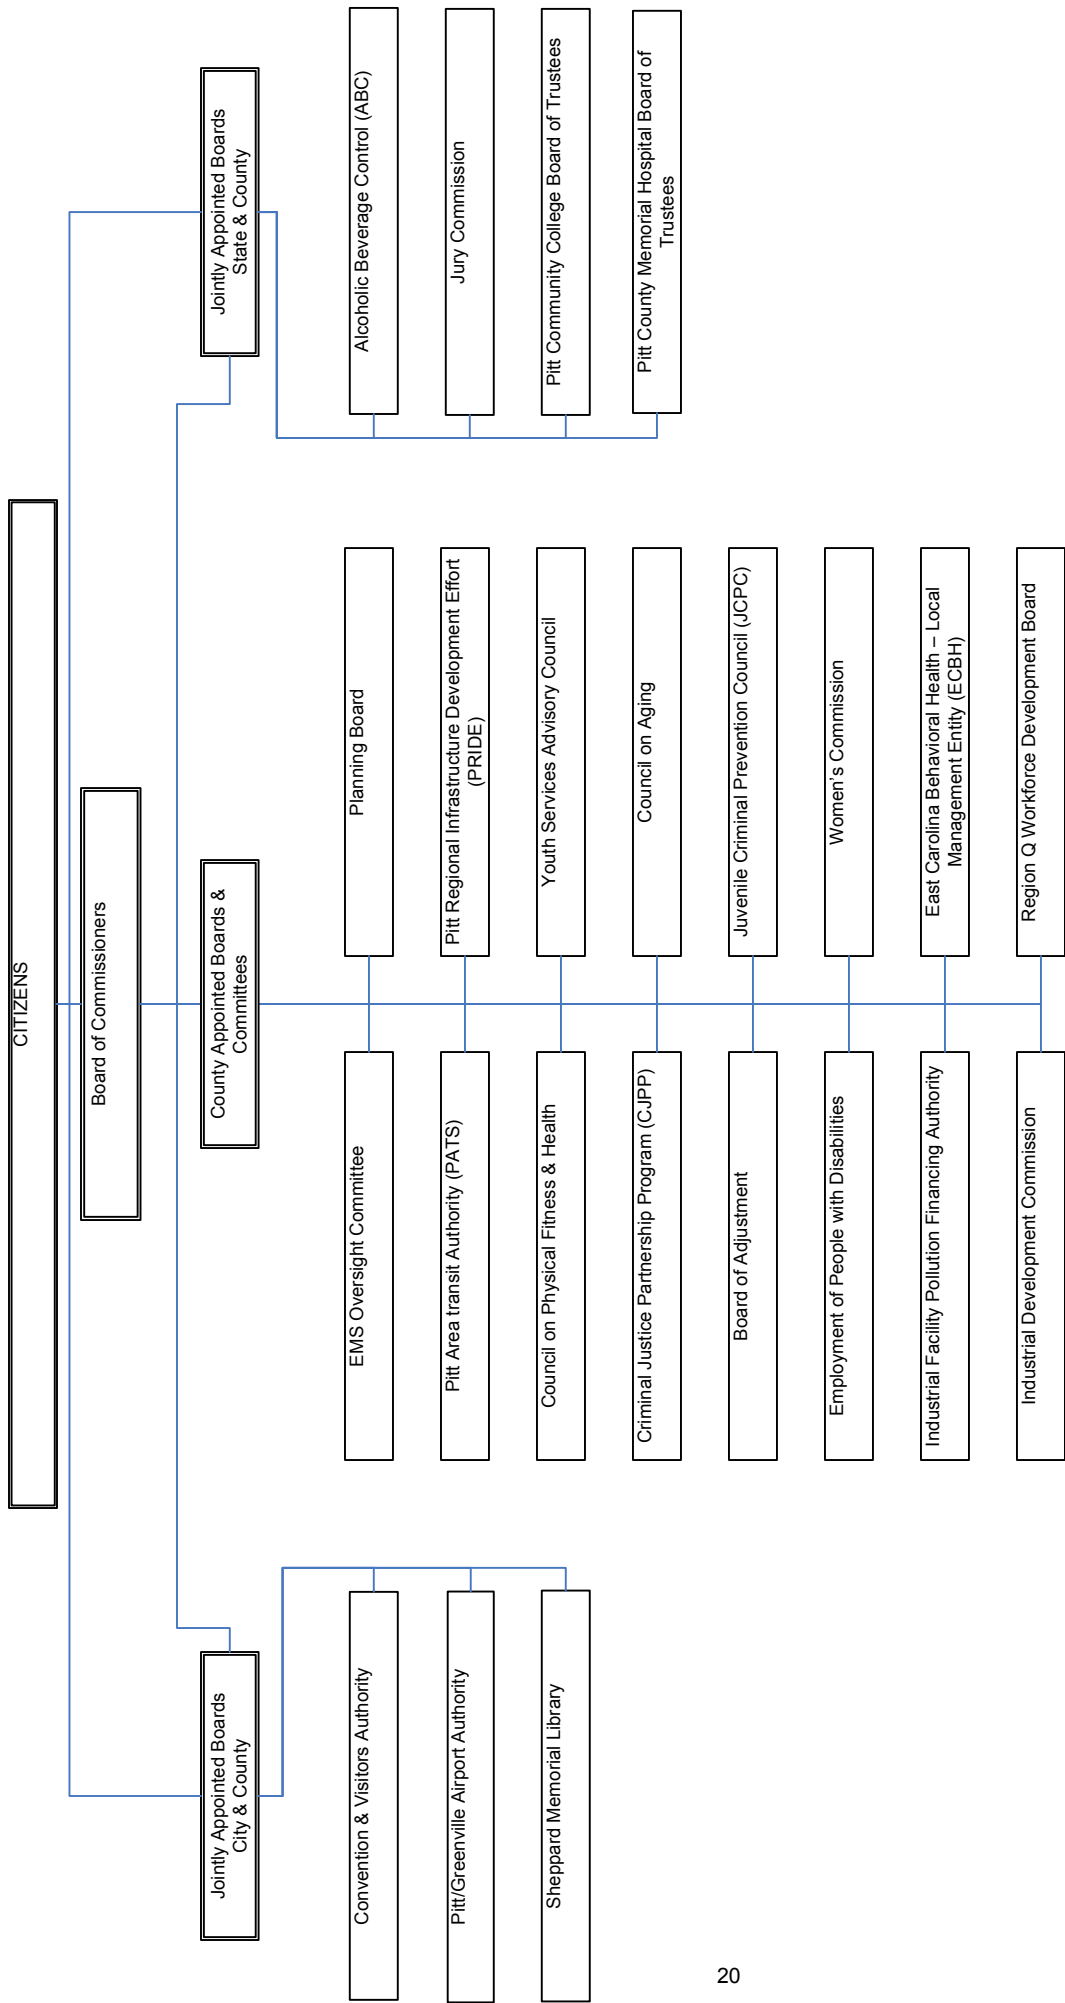 CITIZENS
Board of Commissioners
Jointly Appointed Boards
City & County
County Appointed Boards &
Committees
Jointly Appointed Boards
State & County
Convention & Visitors Authority
Pitt/Greenville Airport Authority
Sheppard Memorial Library
EMS Oversight Committee
Pitt Area transit Authority (PATS)
Council on Physical Fitness & Health
Criminal Justice Partnership Program (CJPP)
Board of Adjustment
Employment of People with Disabilities
Industrial Facility Pollution Financing Authority
Industrial Development Commission
Planning Board
Pitt Regional Infrastructure Development Effort
(PRIDE)
Youth Services Advisory Council
Council on Aging
Juvenile Criminal Prevention Council (JCPC)
Women's Commission
East Carolina Behavioral Health – Local
Management Entity (ECBH)
Region Q Workforce Development Board
Alcoholic Beverage Control (ABC)
Jury Commission
Pitt Community College Board of Trustees
Pitt County Memorial Hospital Board of
Trustees
20